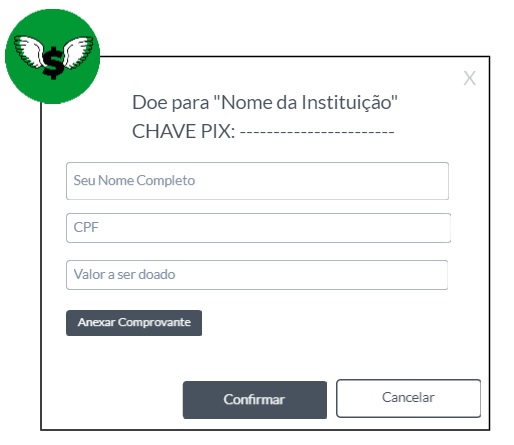 $
X
Doe para "Nome da Instituição"
CHAVE PIX: -----------------------
Seu Nome Completo
CPF
Valor a ser doado
Anexar Comprovante
Confirmar
Cancelar